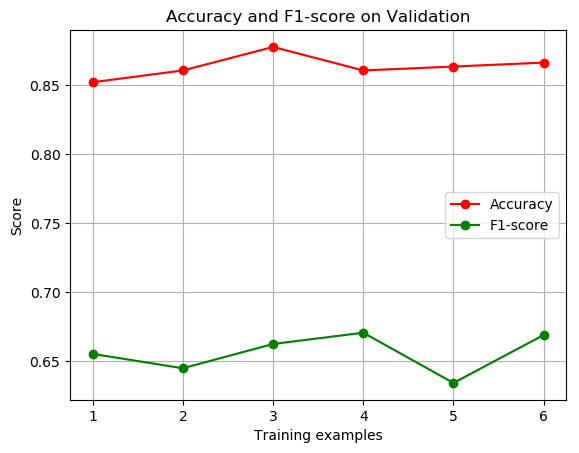 Accuracy and F1-score on Validation
Score
0.85
0.80
0.75
0.70
0.65
Accuracy
F1-score
1 2 3 4 5 6
Training examples